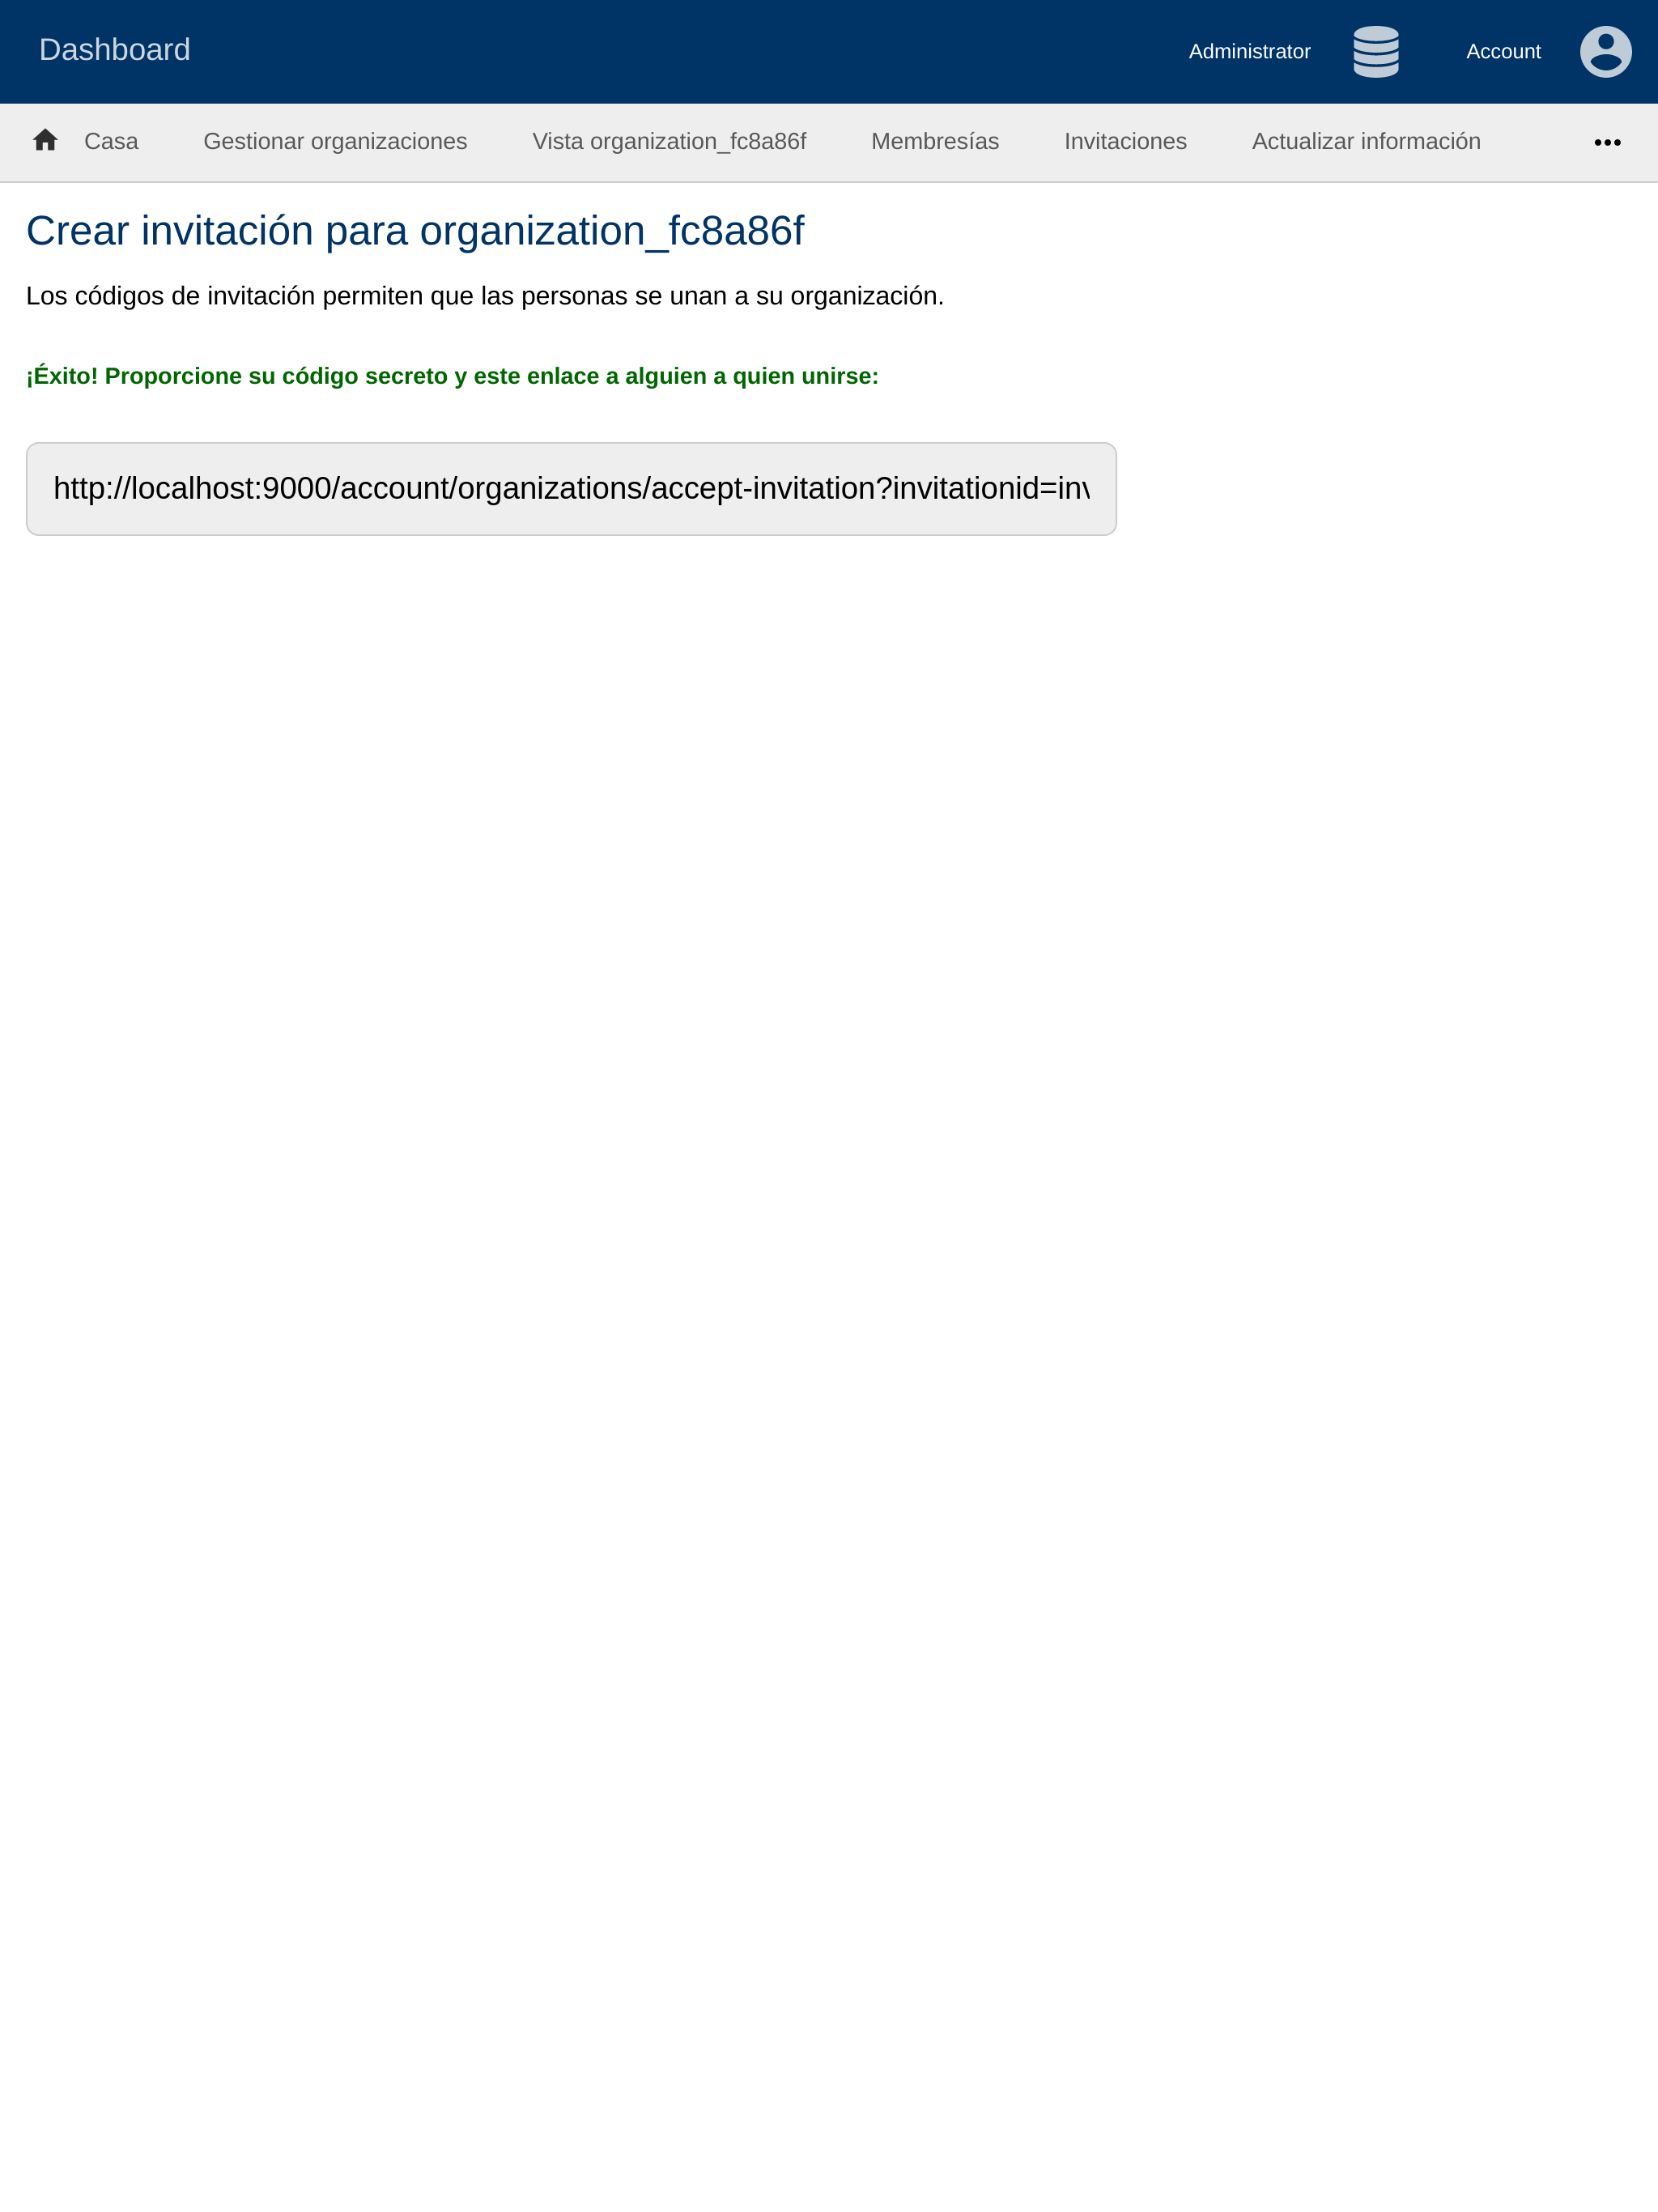 Dashboard
Administrator
Account
Casa
Gestionar organizaciones
Vista organization_fc8a86f
Membresías
Invitaciones
Actualizar información
Crear invitación para organization_fc8a86f
Los códigos de invitación permiten que las personas se unan a su organización.
¡Éxito! Proporcione su código secreto y este enlace a alguien a quien unirse:
http://localhost:9000/account/organizations/accept-invitation?invitationid=inv